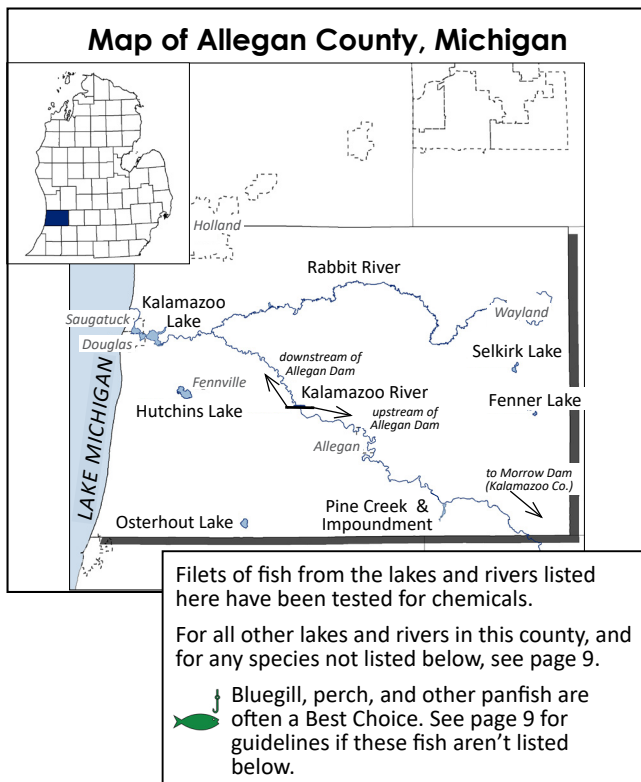 Map of Allegan County, Michigan
Holland
Rabbit River
Kalamazoo
Lake
Saugatuck
Douglas
Wayland
Selkirk Lake
downstream of
Allegan Dam
Fennville
Kalamazoo River
Hutchins Lake
Fenner Lake
upstream of
Allegan Dam
Allegan
LAKE MICHIGAN
to Morrow Dam
(Kalamazoo Co.)
Pine Creek &
Impoundment
Osterhout Lake
Filets of fish from the lakes and rivers listed
here have been tested for chemicals.
For all other lakes and rivers in this county, and
for any species not listed below, see page 9.
Bluegill, perch, and other panfish are
often a Best Choice. See page 9 for
guidelines if these fish aren’t listed
below.